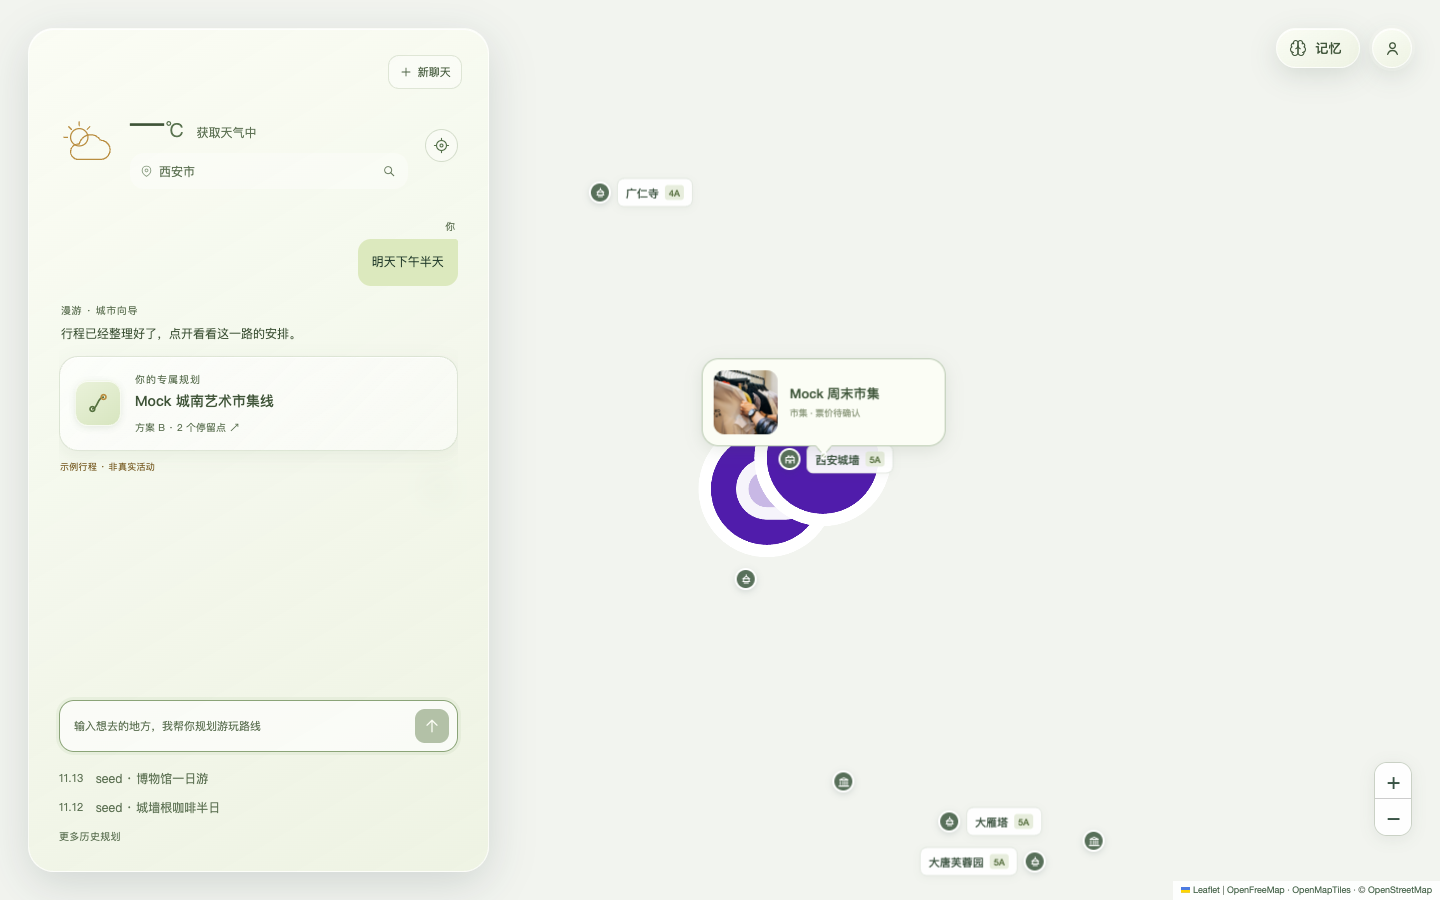 新聊天
——°C 获取天气中
西安市
你
明天下午半天
漫游 · 城市向导
行程已经整理好了，点开看看这一路的安排。
你的专属规划
Mock 城南艺术市集线
方案 B · 2 个停留点 ↗
示例行程 · 非真实活动
输入想去的地方，我帮你规划游玩路线
11.13 seed · 博物馆一日游
11.12 seed · 城墙根咖啡半日
更多历史规划
记忆
广仁寺 4A
Mock 周末市集
市集 · 票价待确认
西安城墙 5A
大雁塔 5A
大唐芙蓉园 5A
+
−
Leaflet | OpenFreeMap · OpenMapTiles · © OpenStreetMap